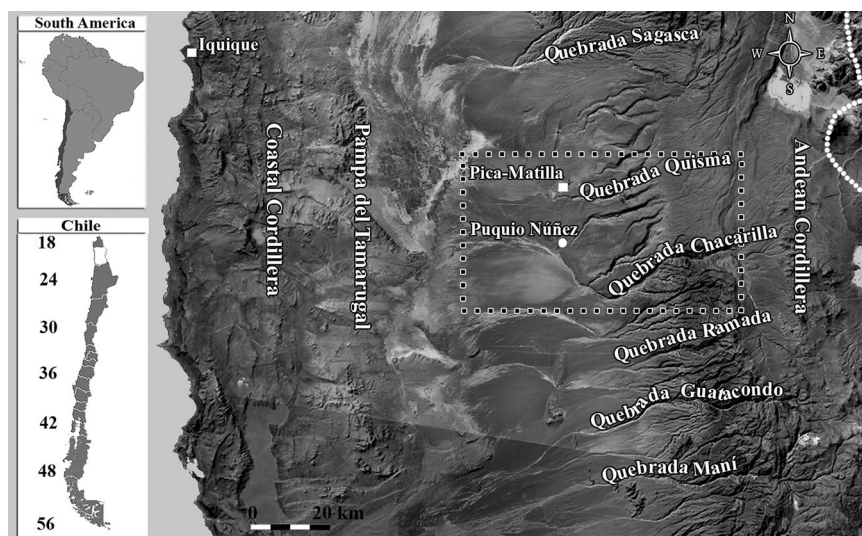 South America
Iquique
Quebrada Sagasca
N
W
E
S
Coastal Cordillera
Pampa del Tamarugal
Pica-Matilla
Quebrada Quisma
Andean Cordillera
Puquio Núñez
Quebrada Chacarilla
Chile
18
24
30
36
42
48
56
Quebrada Ramada
Quebrada Guatacondo
Quebrada Maní
0 20 km